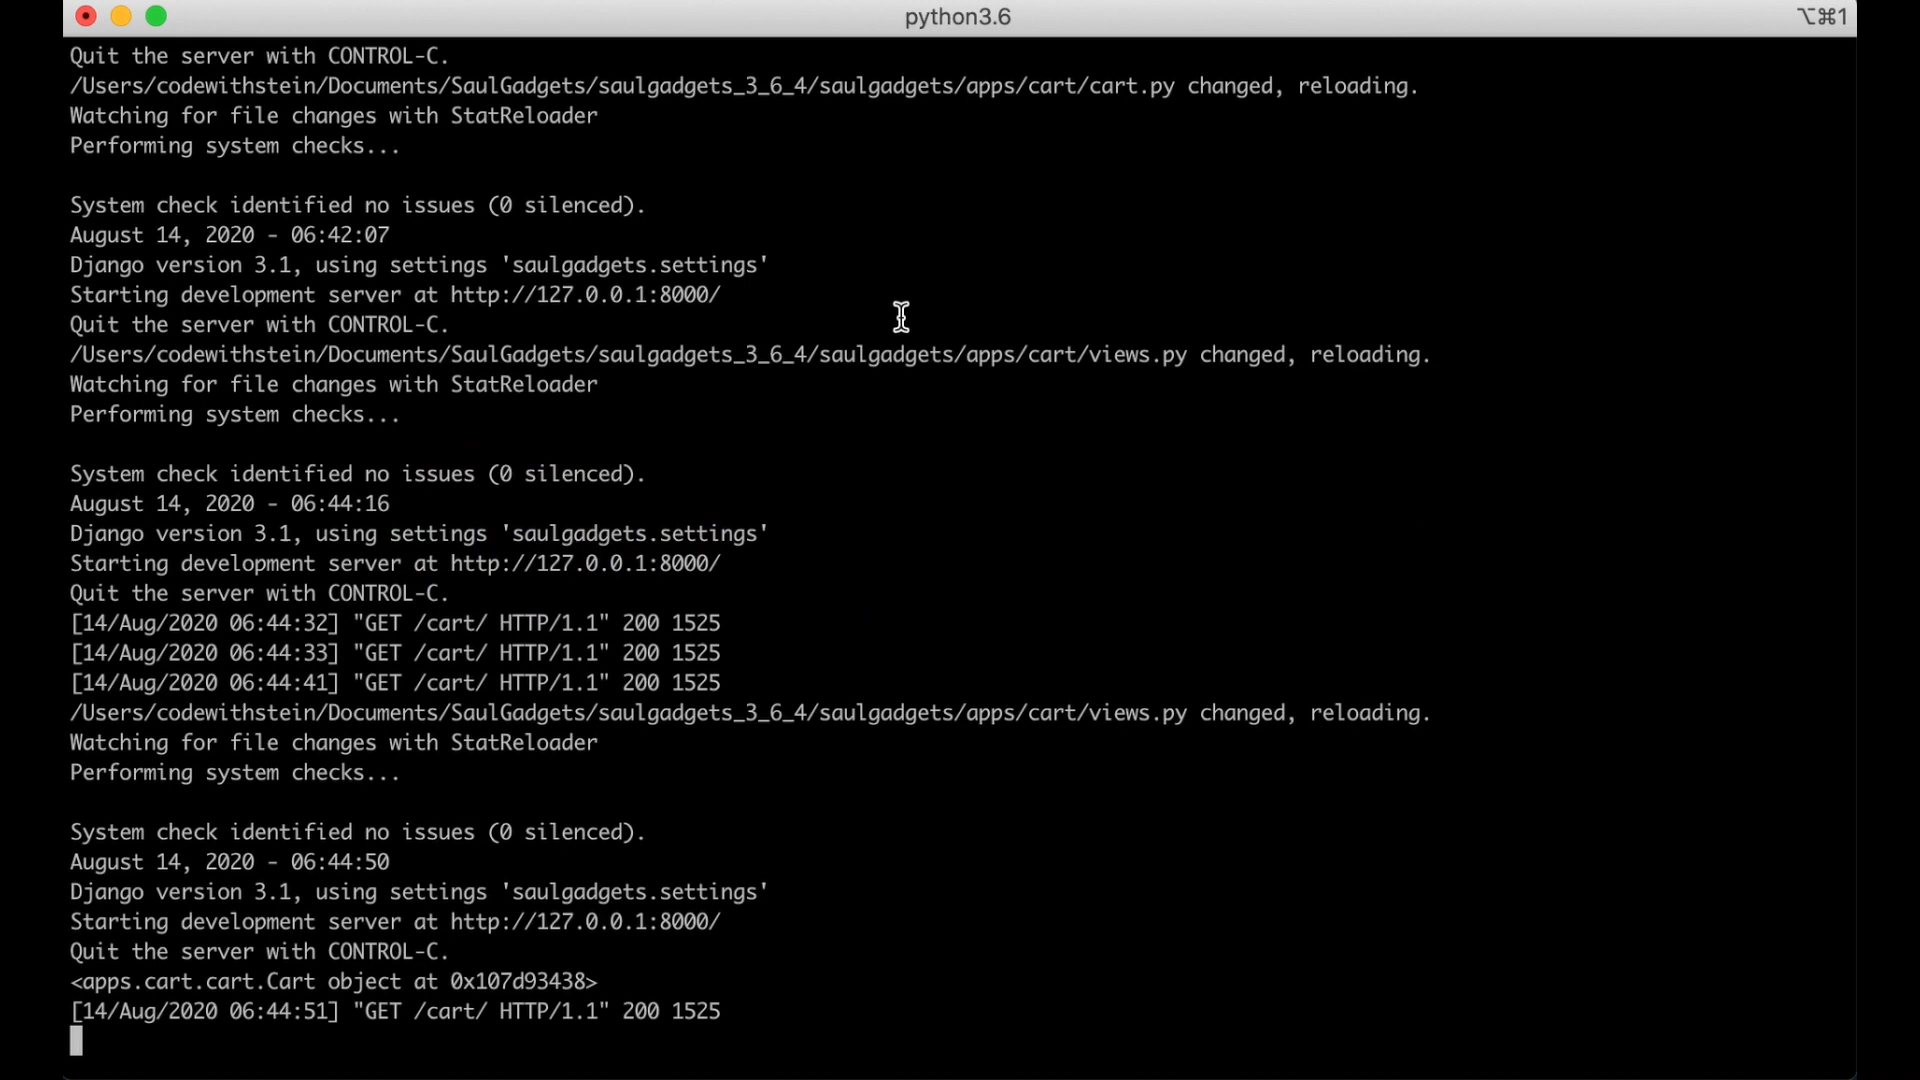 python3.6
⌥⌘1
Quit the server with CONTROL-C.
/Users/codewithstein/Documents/SaulGadgets/saulgadgets_3_6_4/saulgadgets/apps/cart/cart.py changed, reloading.
Watching for file changes with StatReloader
Performing system checks...
System check identified no issues (0 silenced).
August 14, 2020 - 06:42:07
Django version 3.1, using settings 'saulgadgets.settings'
Starting development server at http://127.0.0.1:8000/
Quit the server with CONTROL-C.
/Users/codewithstein/Documents/SaulGadgets/saulgadgets_3_6_4/saulgadgets/apps/cart/views.py changed, reloading.
Watching for file changes with StatReloader
Performing system checks...
System check identified no issues (0 silenced).
August 14, 2020 - 06:44:16
Django version 3.1, using settings 'saulgadgets.settings'
Starting development server at http://127.0.0.1:8000/
Quit the server with CONTROL-C.
[14/Aug/2020 06:44:32] "GET /cart/ HTTP/1.1" 200 1525
[14/Aug/2020 06:44:33] "GET /cart/ HTTP/1.1" 200 1525
[14/Aug/2020 06:44:41] "GET /cart/ HTTP/1.1" 200 1525
/Users/codewithstein/Documents/SaulGadgets/saulgadgets_3_6_4/saulgadgets/apps/cart/views.py changed, reloading.
Watching for file changes with StatReloader
Performing system checks...
System check identified no issues (0 silenced).
August 14, 2020 - 06:44:50
Django version 3.1, using settings 'saulgadgets.settings'
Starting development server at http://127.0.0.1:8000/
Quit the server with CONTROL-C.
<apps.cart.cart.Cart object at 0x107d93438>
[14/Aug/2020 06:44:51] "GET /cart/ HTTP/1.1" 200 1525